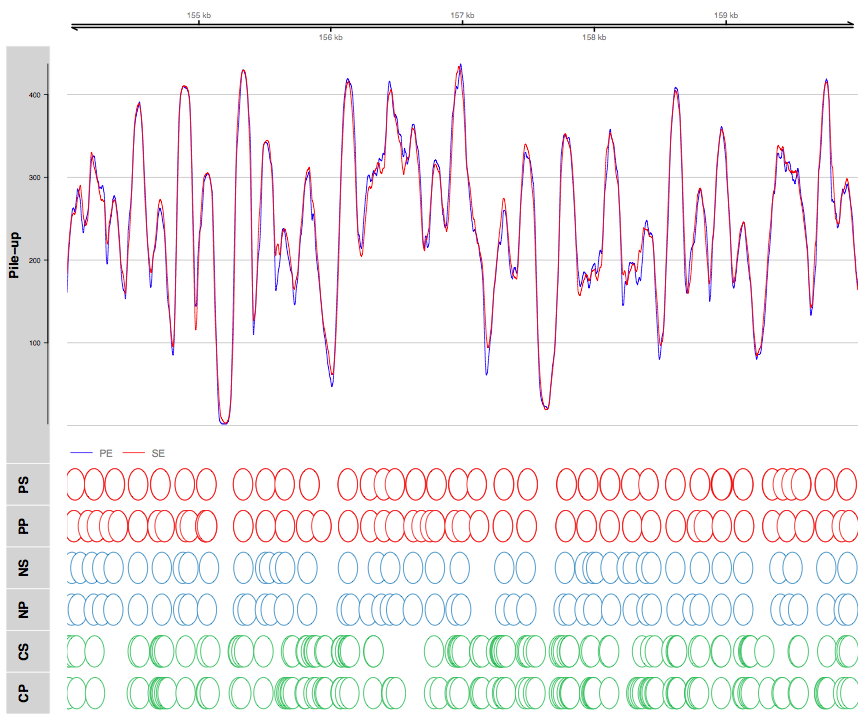 155 kb 157 kb 159 kb
156 kb 158 kb
Pile-up
400
300
200
100
PE SE
PS
PP
NS
NP
CS
CP